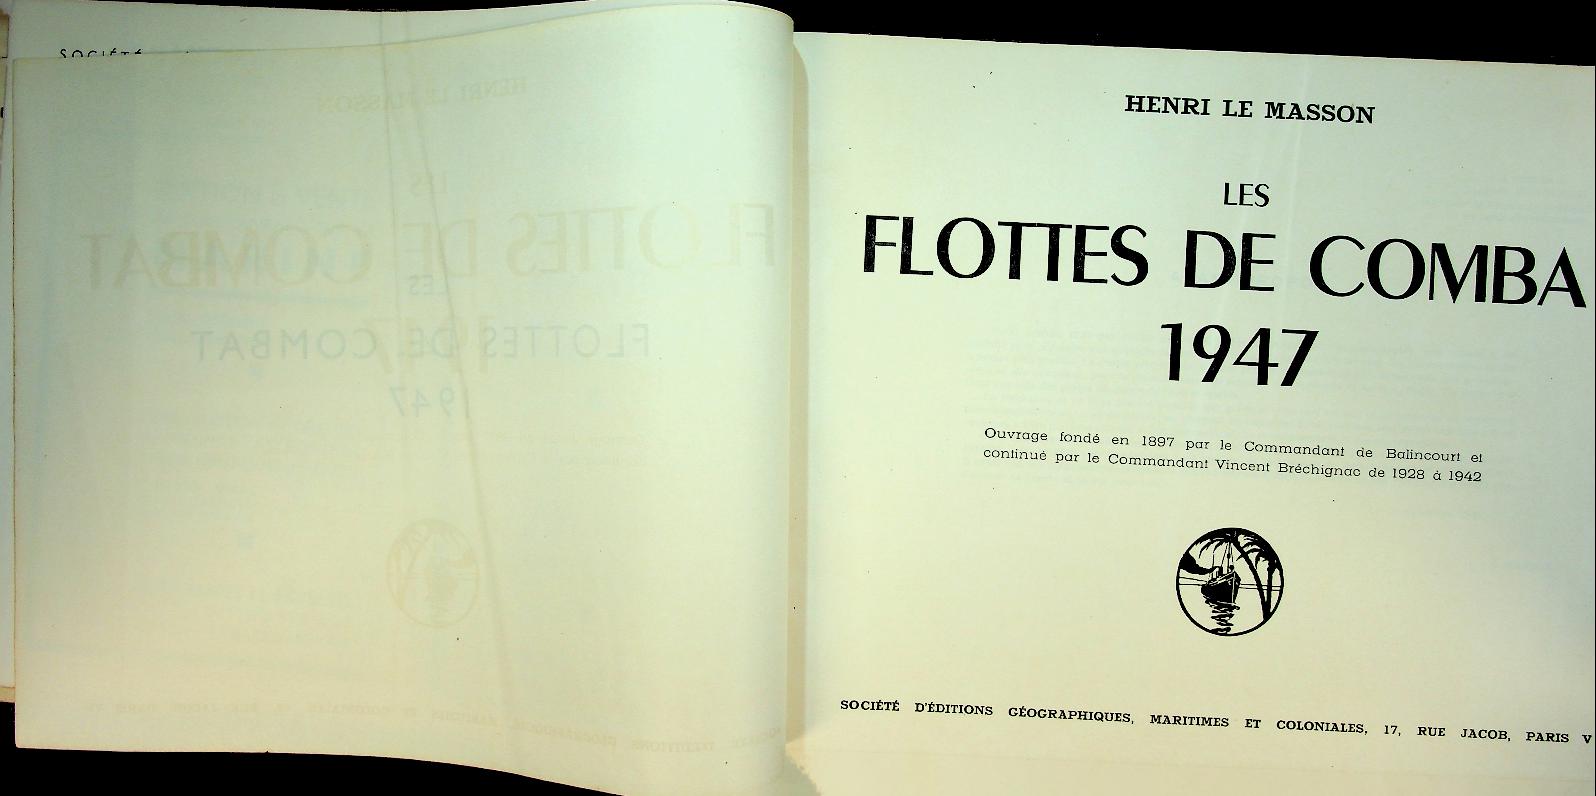 SOCIÉTÉ
HENRI LE MASSON
LES
FLOTTES DE COMBA
1947
Ouvrage fondé en 1897 par le Commandant de Balincourt et
continué par le Commandant Vincent Bréchignac de 1928 à 1942
SOCIÉTÉ D'ÉDITIONS GÉOGRAPHIQUES, MARITIMES ET COLONIALES, 17, RUE JACOB, PARIS V